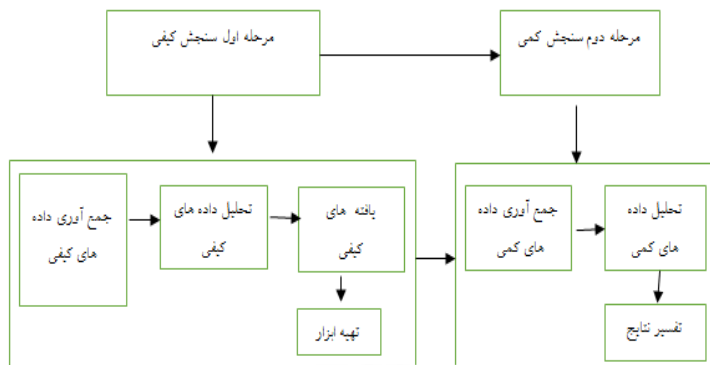 مرحله اول سنجش کیفی
مرحله دوم سنجش کمی
جمع آوری داده
های کیفی
تحلیل داده های
کیفی
یافته های
کیفی
تهیه ابزار
جمع آوری داده
های کمی
تحلیل داده
های کمی
تفسیر نتایج